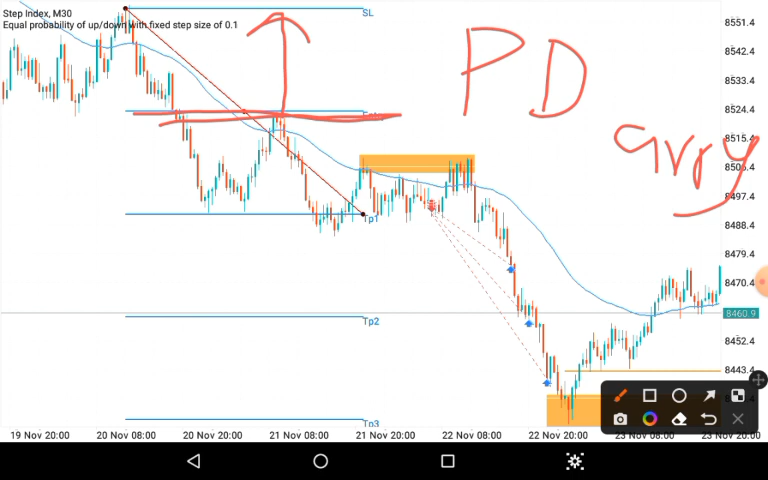 Step Index, M30
Equal probability of up/down with fixed step size of 0.1
SL
PD
Tp1
Tp2
Tp3
8551.4
8542.4
8533.4
8524.4
8515.4
8506.4
8497.4
8488.4
8479.4
8470.4
8460.9
8452.4
8443.4
19 Nov 20:00
20 Nov 08:00
20 Nov 20:00
21 Nov 08:00
21 Nov 20:00
22 Nov 08:00
22 Nov 20:00
23 Nov 08:00
23 Nov 20:00